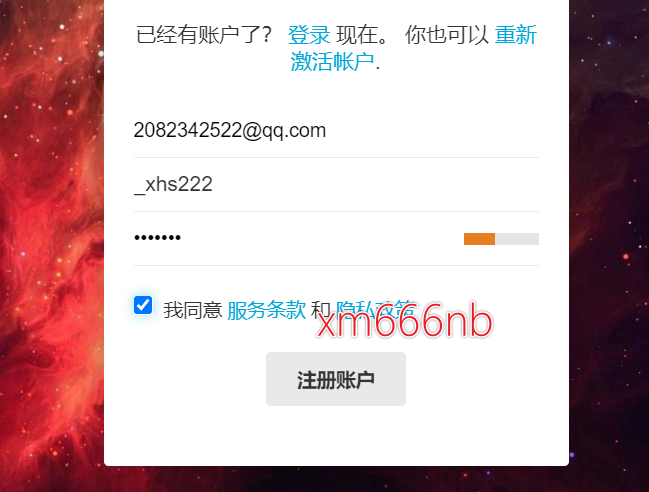 已经有账户了? 登录 现在。 你也可以 重新
激活帐户.
2082342522@qq.com
_xhs222
•••••••
我同意 服务条款 和 隐私政策
xm666nb
注册账户